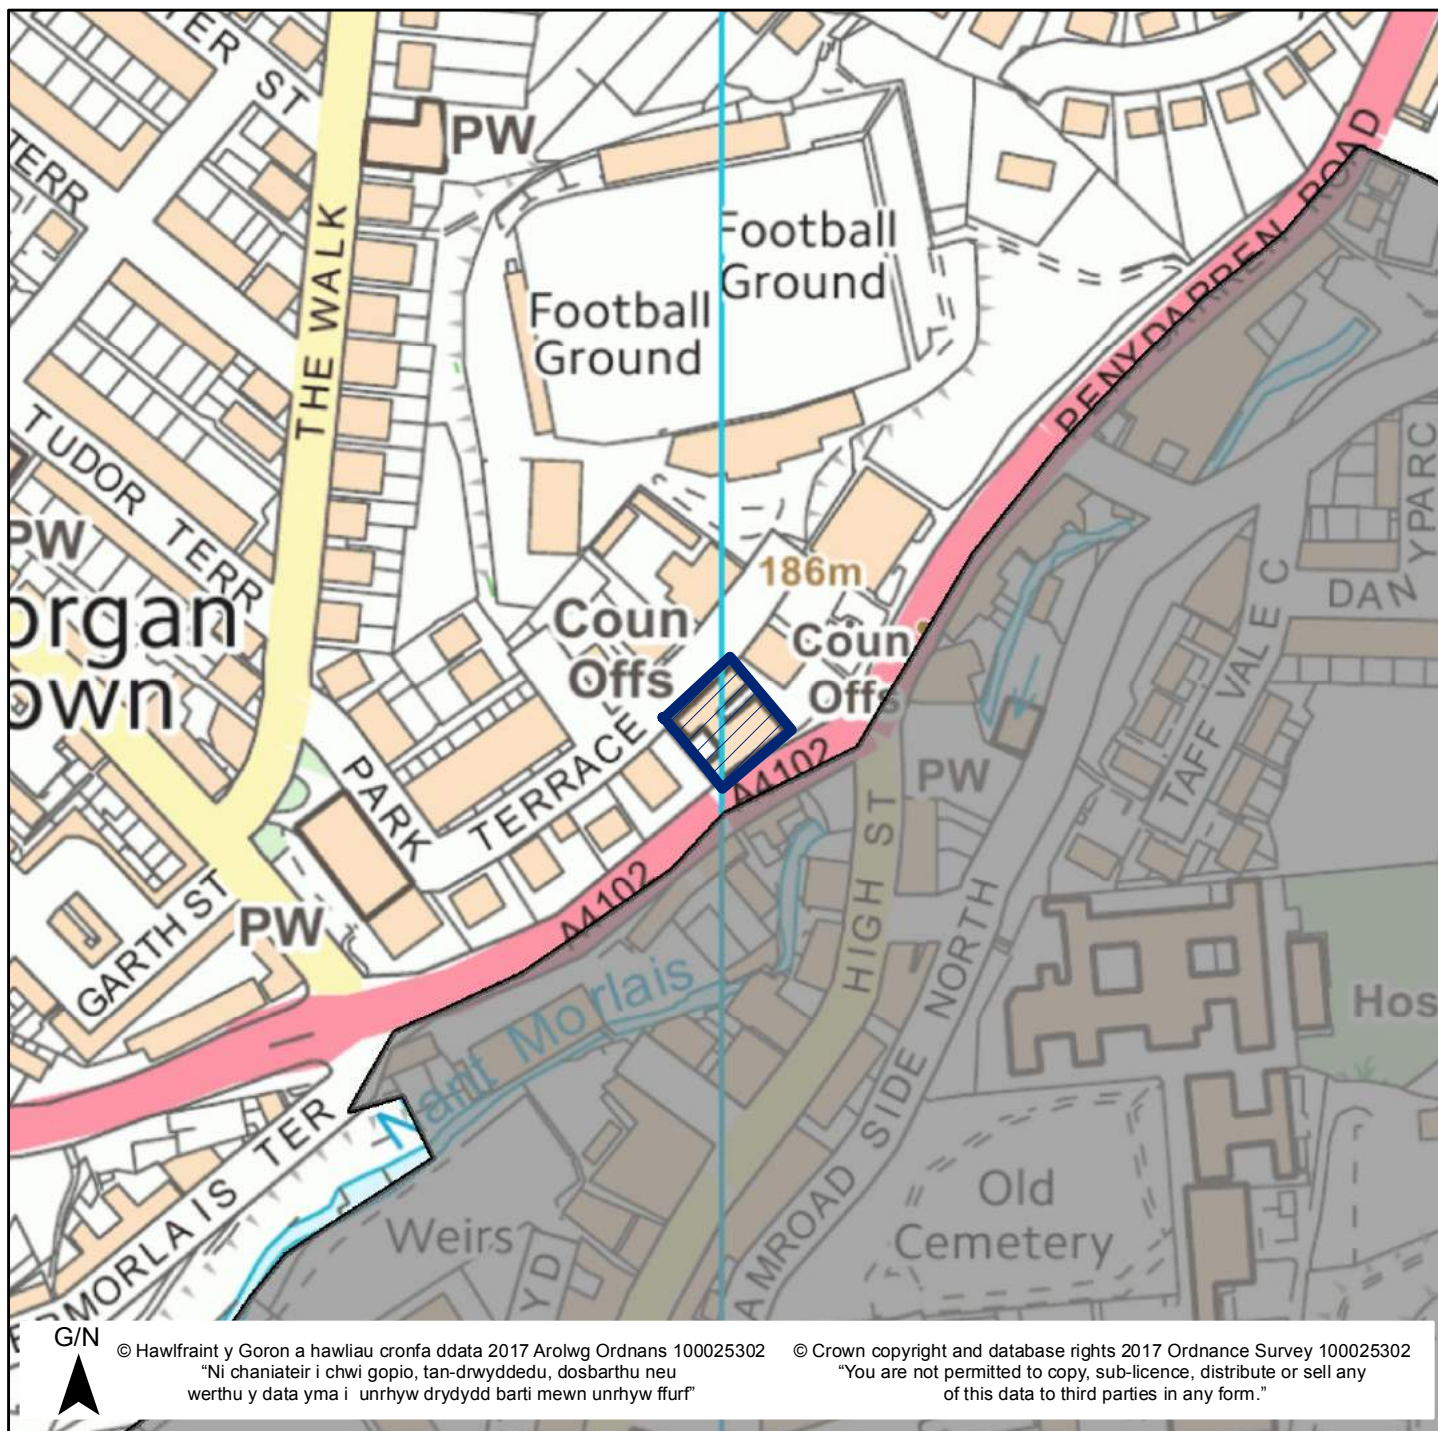 TER ST
PW
TERR
THE WALK
Football
Ground
Football
Ground
PENYDARREN ROAD
TUDOR TERR
PW
organ
own
186m
Coun
Offs
Coun
Offs
YPARC
DAN
TAFF VALE C
PARK
TERRACE
A4102
PW
HIGH ST
A4102
GARTH ST
PW
Nant Morlais
NORTH
SIDE
AMROAD
Hos
Old
Cemetery
Weirs
YD
ERMORLAIS TER
G/N
© Hawlfraint y Goron a hawliau cronfa ddata 2017 Arolwg Ordnans 100025302
“Ni chaniateir i chwi gopio, tan-drwyddedu, dosbarthu neu
werthu y data yma i unrhyw drydydd barti mewn unrhyw ffurf”
© Crown copyright and database rights 2017 Ordnance Survey 100025302
“You are not permitted to copy, sub-licence, distribute or sell any
of this data to third parties in any form.”